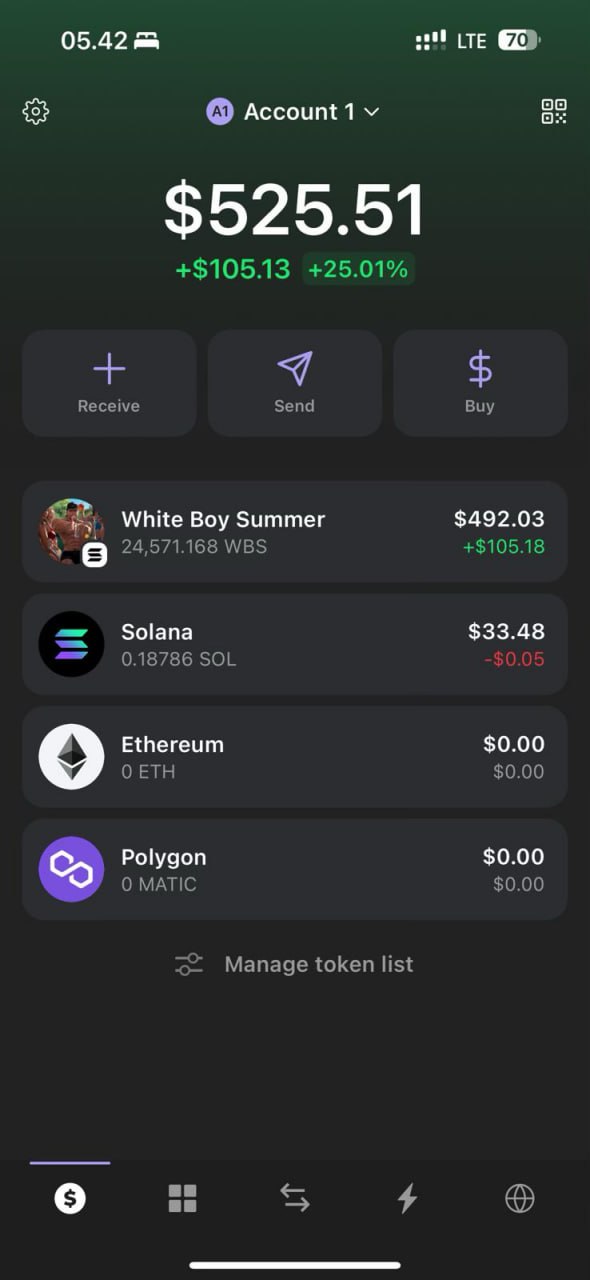 05.42 LTE 70
A1 Account 1
$525.51
+$105.13 +25.01%
Receive Send Buy
White Boy Summer $492.03
24,571.168 WBS +$105.18
Solana $33.48
0.18786 SOL -$0.05
Ethereum $0.00
0 ETH $0.00
Polygon $0.00
0 MATIC $0.00
Manage token list